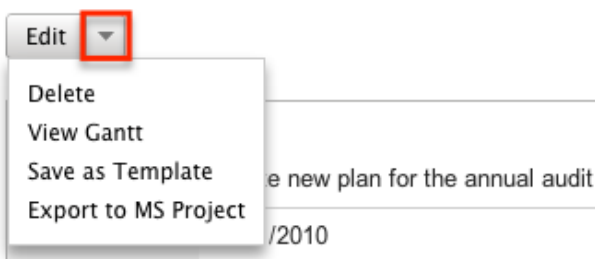 Edit
Delete
View Gantt
Save as Template
Export to MS Project
new plan for the annual audit
/2010